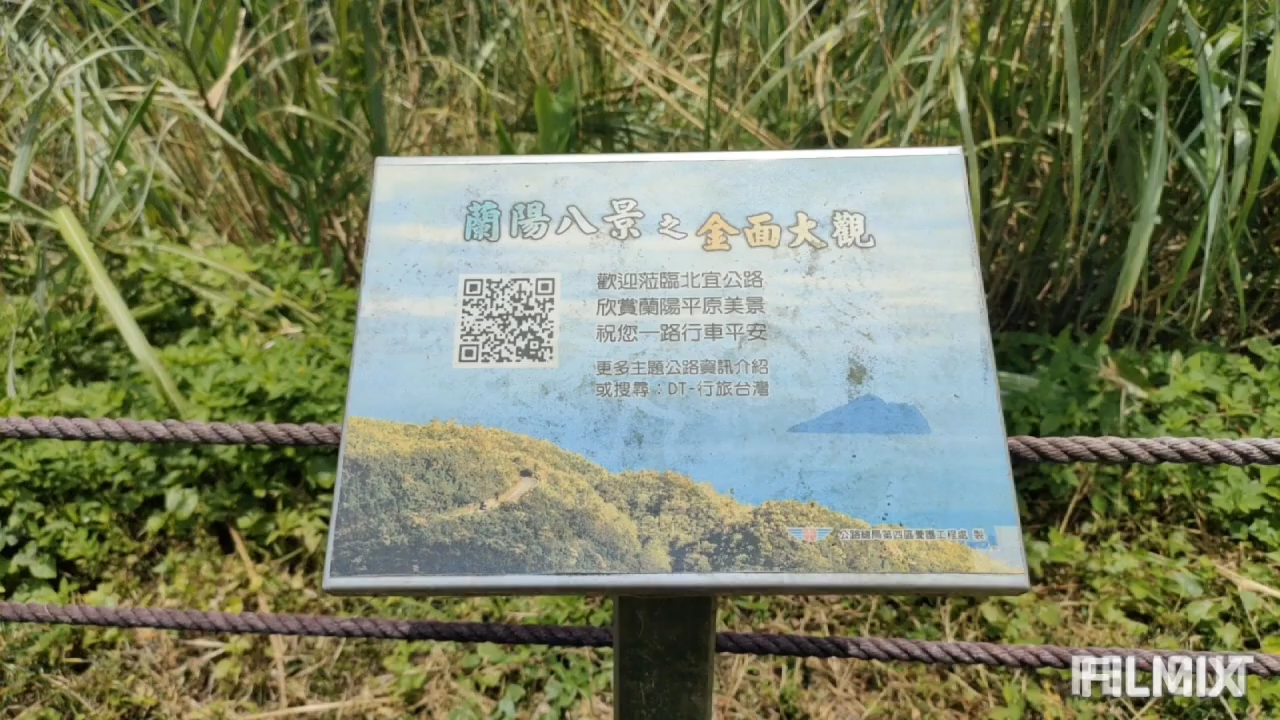 蘭陽八景之金面大觀
歡迎蒞臨北宜公路
欣賞蘭陽平原美景
祝您一路行車平安
更多主題公路資訊介紹
或搜尋：DT-行旅台灣
公路總局第四區養護工程處 製
FILMIXT